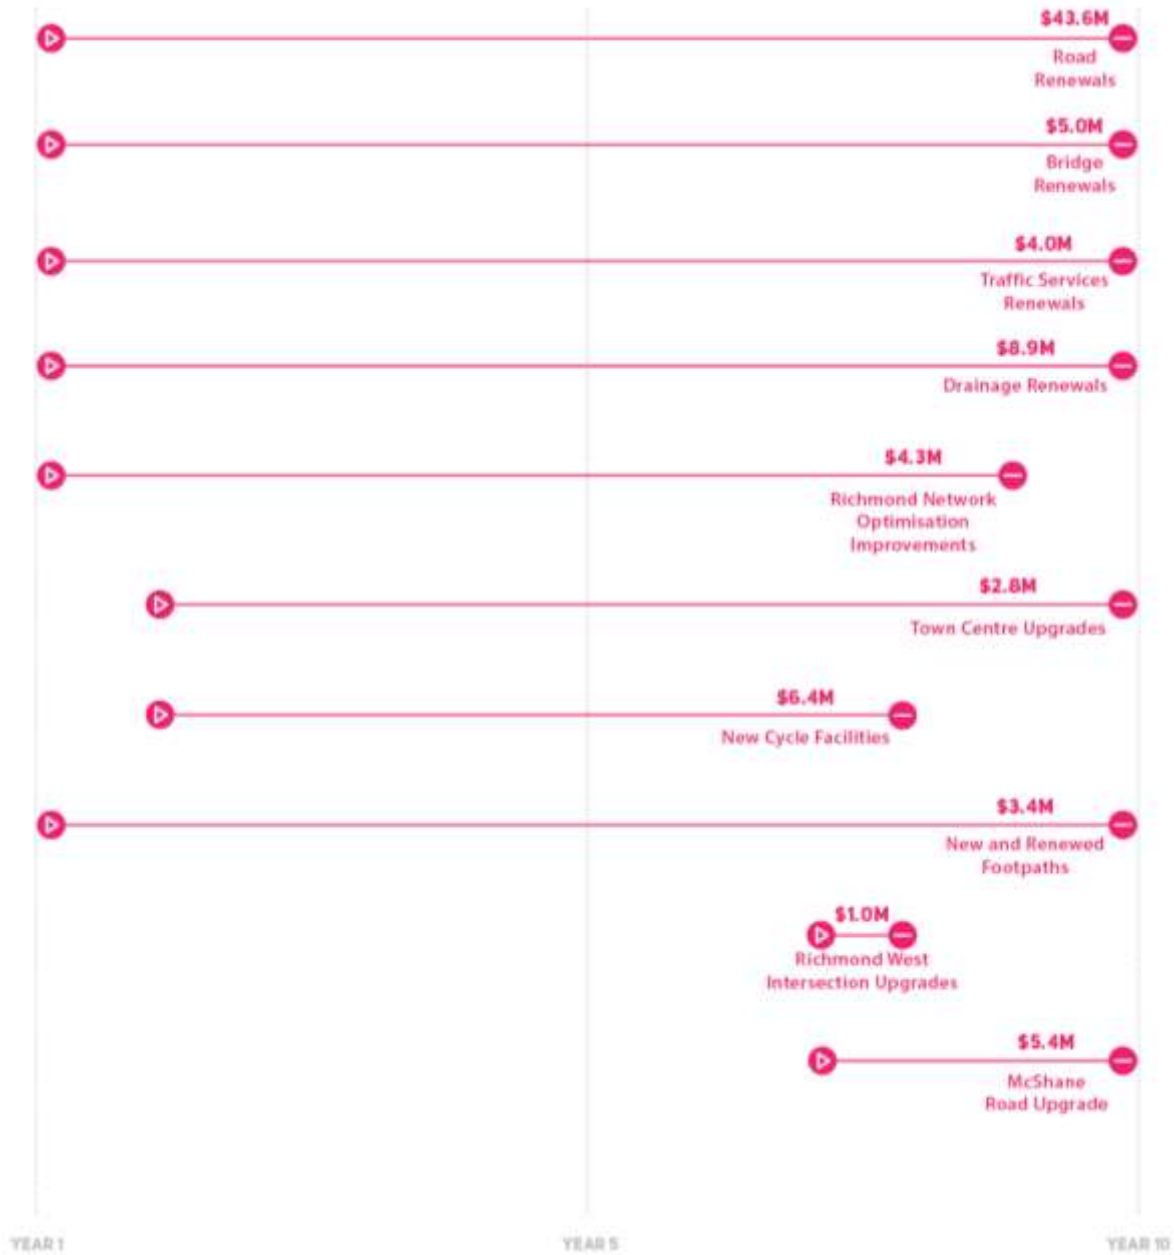 $43.6M
Road
Renewals
$5.0M
Bridge
Renewals
$4.0M
Traffic Services
Renewals
$8.9M
Drainage Renewals
$4.3M
Richmond Network
Optimisation
Improvements
$2.8M
Town Centre Upgrades
$6.4M
New Cycle Facilities
$3.4M
New and Renewed
Footpaths
$1.0M
Richmond West
Intersection Upgrades
$5.4M
McShane
Road Upgrade
YEAR 1 YEAR 5 YEAR 10